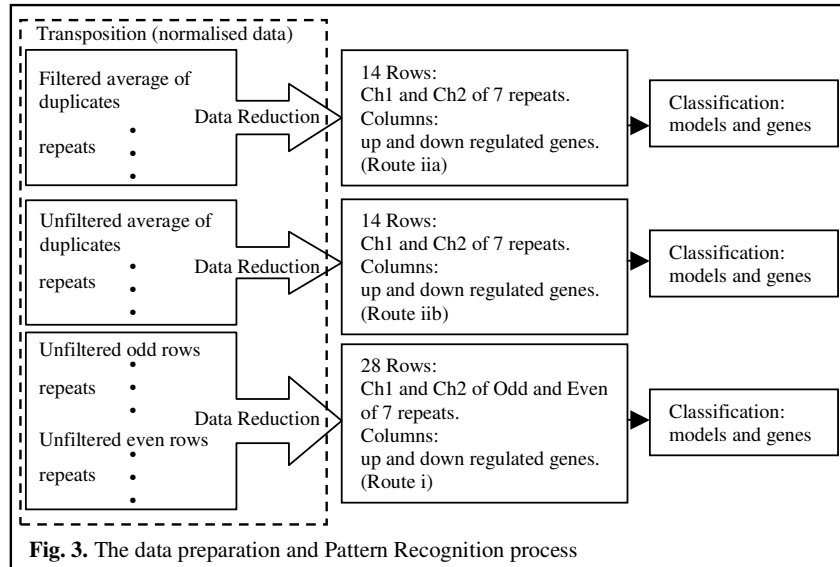 Transposition (normalised data)
Filtered average of
duplicates
repeats
Data Reduction
14 Rows:
Ch1 and Ch2 of 7 repeats.
Columns:
up and down regulated genes.
(Route iia)
Classification:
models and genes
Unfiltered average of
duplicates
repeats
Data Reduction
14 Rows:
Ch1 and Ch2 of 7 repeats.
Columns:
up and down regulated genes.
(Route iib)
Classification:
models and genes
Unfiltered odd rows
repeats
Data Reduction
Unfiltered even rows
repeats
28 Rows:
Ch1 and Ch2 of Odd and Even
of 7 repeats.
Columns:
up and down regulated genes.
(Route i)
Classification:
models and genes
Fig. 3. The data preparation and Pattern Recognition process